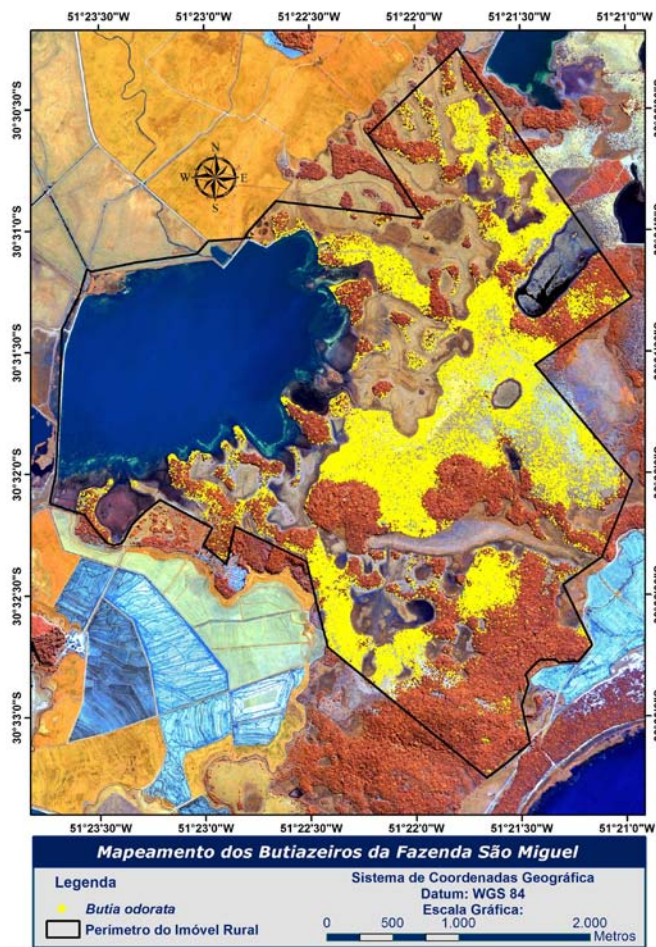 51°23'30"W 51°23'0"W 51°22'30"W 51°22'0"W 51°21'30"W 51°21'0"W
30°30'30"S
N
W E
S
30°31'0"S
30°31'30"S
30°32'0"S
30°32'30"S
30°33'0"S
51°23'30"W 51°23'0"W 51°22'30"W 51°22'0"W 51°21'30"W 51°21'0"W
Mapeamento dos Butiazeiros da Fazenda São Miguel
Legenda
Butia odorata
Perimetro do Imóvel Rural
Sistema de Coordenadas Geográfica
Datum: WGS 84
Escala Gráfica:
0 500 1.000 2.000
Metros